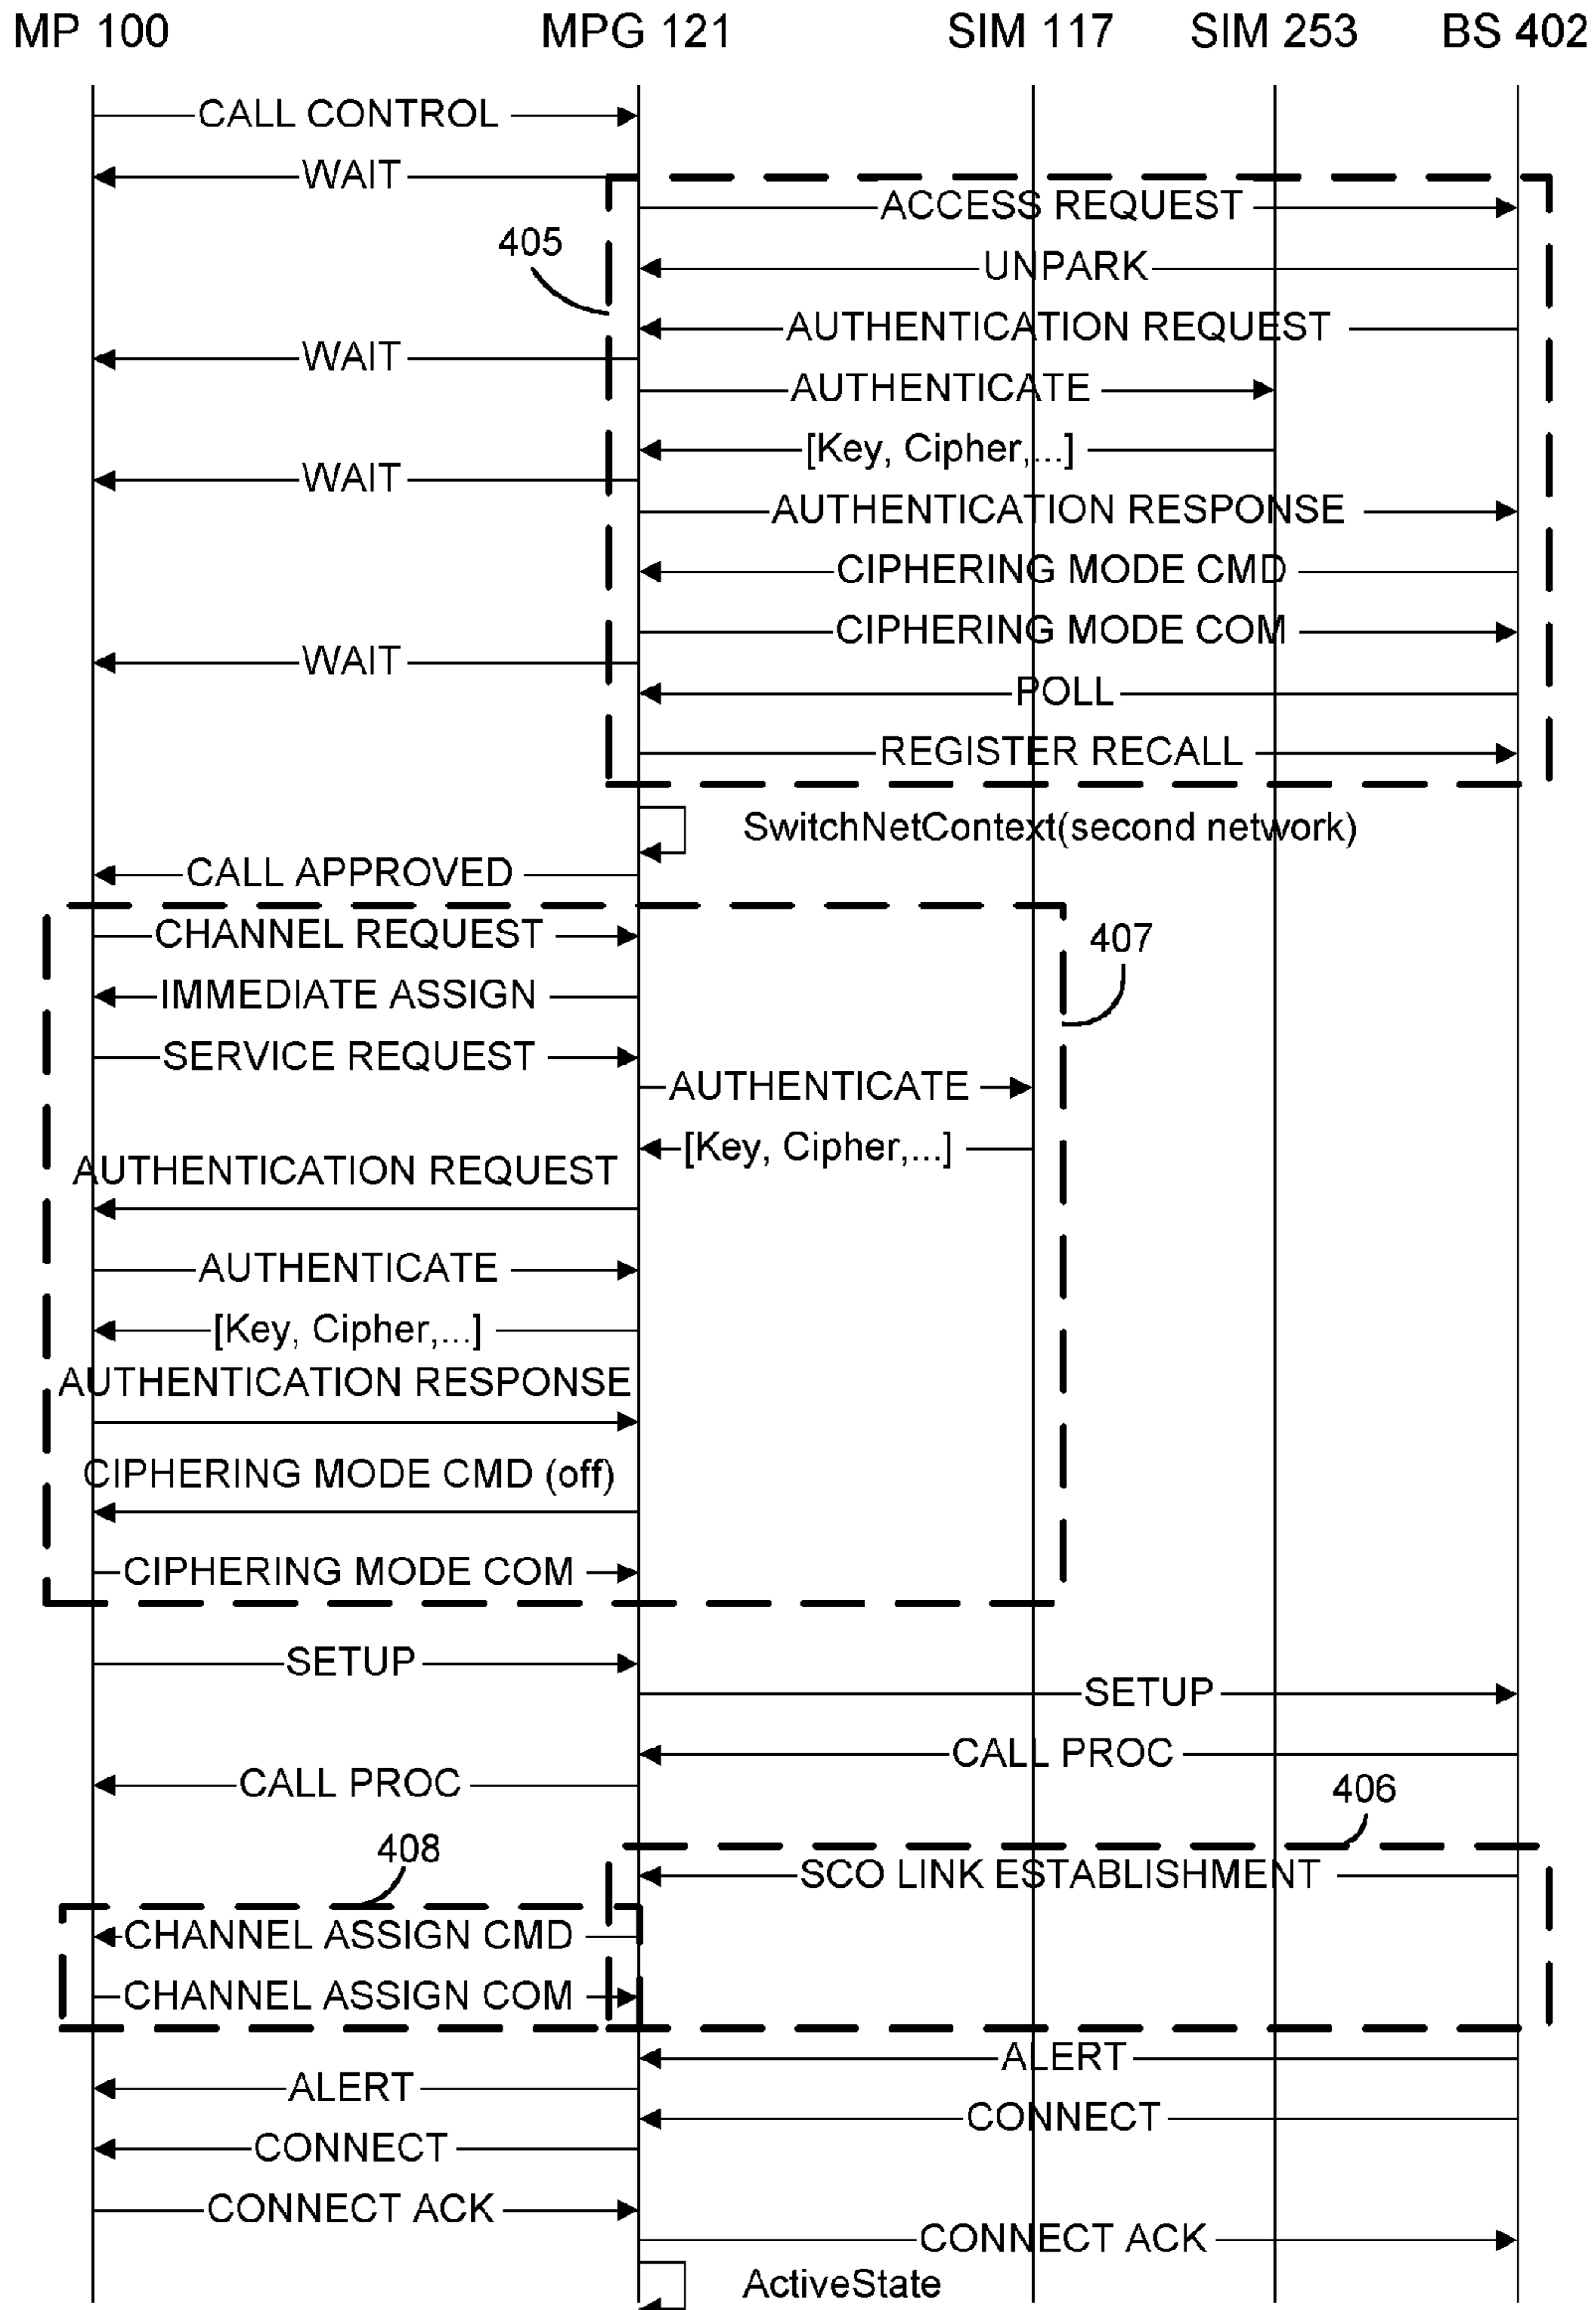 MP 100 MPG 121 SIM 117 SIM 253 BS 402
CALL CONTROL
WAIT
ACCESS REQUEST
405
UNPARK
AUTHENTICATION REQUEST
WAIT
AUTHENTICATE
[Key, Cipher,...]
WAIT
AUTHENTICATION RESPONSE
CIPHERING MODE CMD
CIPHERING MODE COM
WAIT
POLL
REGISTER RECALL
SwitchNetContext(second network)
CALL APPROVED
CHANNEL REQUEST
407
IMMEDIATE ASSIGN
SERVICE REQUEST
AUTHENTICATE
[Key, Cipher,...]
AUTHENTICATION REQUEST
AUTHENTICATE
[Key, Cipher,...]
AUTHENTICATION RESPONSE
CIPHERING MODE CMD (off)
CIPHERING MODE COM
SETUP
SETUP
CALL PROC
CALL PROC
406
408
SCO LINK ESTABLISHMENT
CHANNEL ASSIGN CMD
CHANNEL ASSIGN COM
ALERT
ALERT
CONNECT
CONNECT
CONNECT ACK
CONNECT ACK
ActiveState